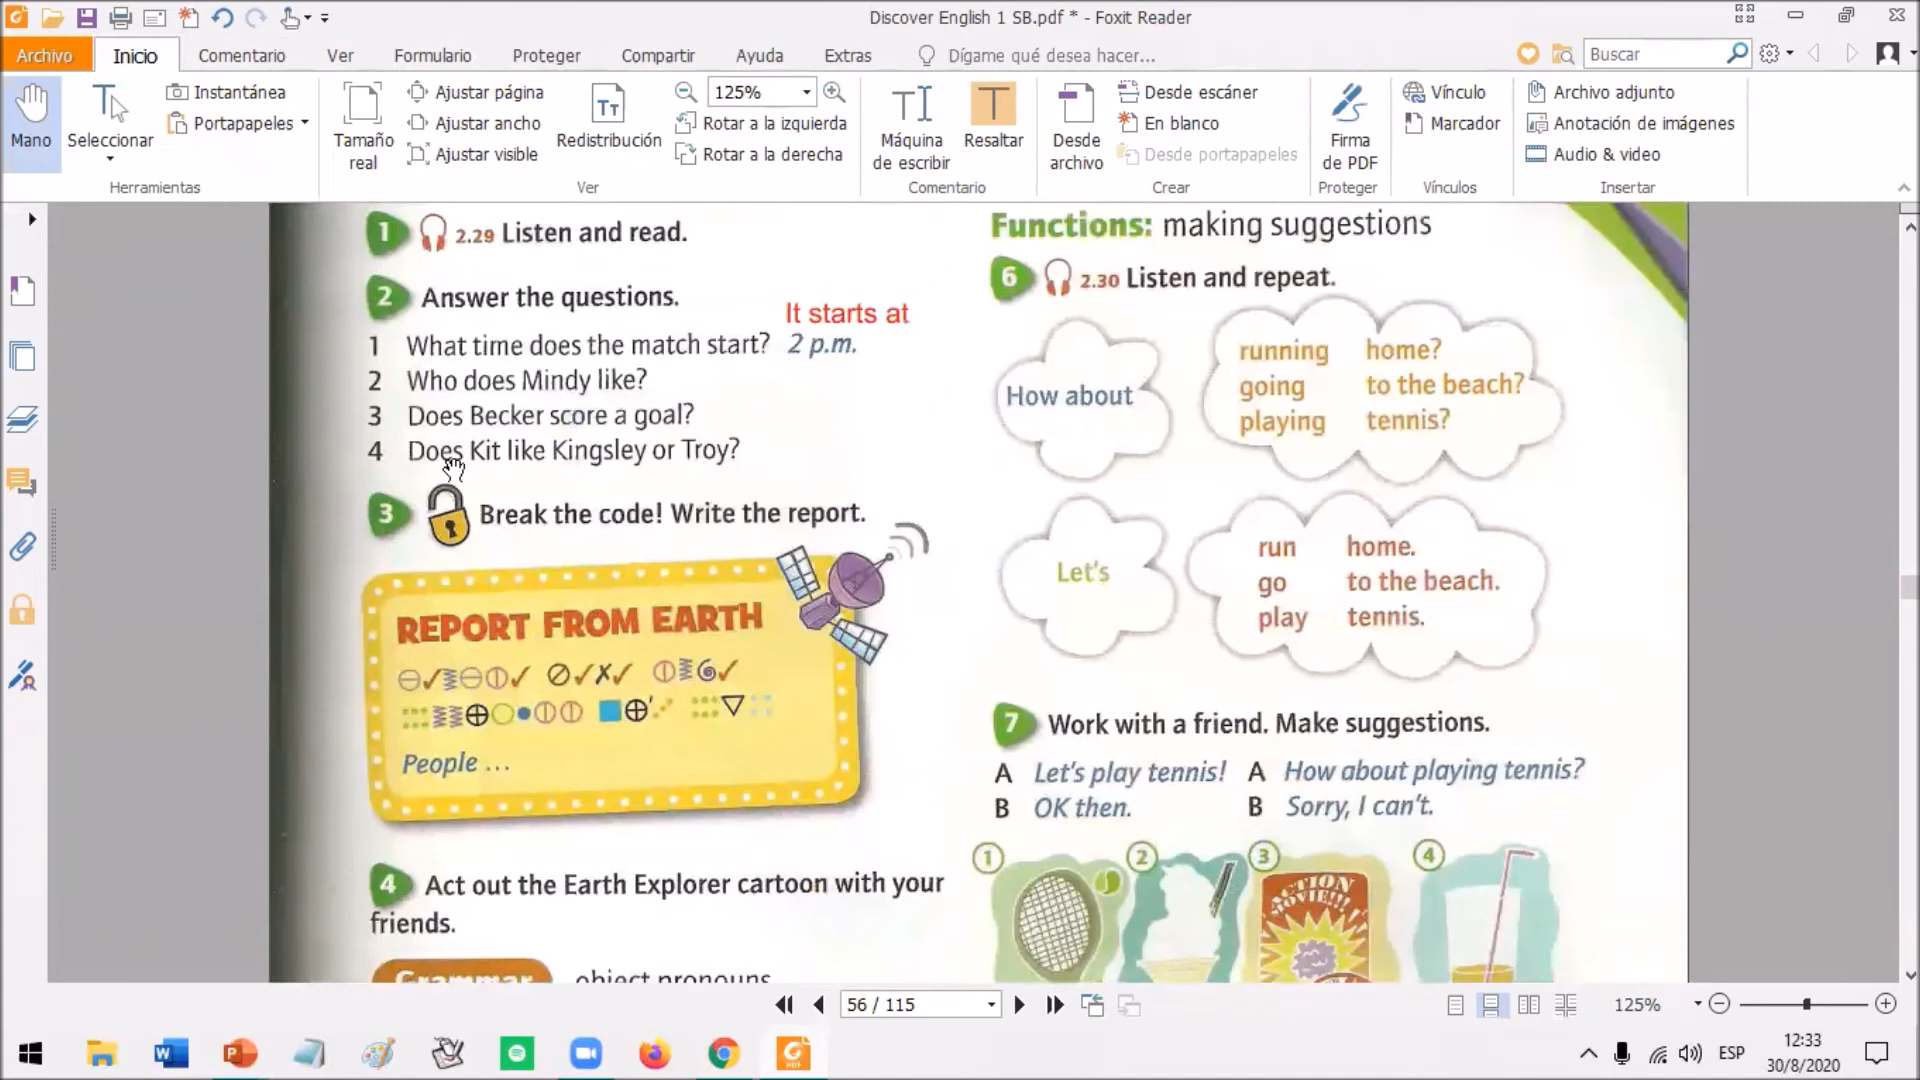 Discover English 1 SB.pdf * - Foxit Reader
Archivo Inicio Comentario Ver Formulario Proteger Compartir Ayuda Extras Dígame qué desea hacer... Buscar
Mano
Seleccionar
Instantánea
Portapapeles
Herramientas
Tamaño real
Ajustar página
Ajustar ancho
Ajustar visible
Redistribución
125%
Rotar a la izquierda
Rotar a la derecha
Ver
Máquina de escribir
Resaltar
Comentario
Desde archivo
Desde escáner
En blanco
Desde portapapeles
Crear
Firma de PDF
Proteger
Vínculo
Marcador
Vínculos
Archivo adjunto
Anotación de imágenes
Audio & video
Insertar
1 2.29 Listen and read.
2 Answer the questions.
It starts at
1 What time does the match start? 2 p.m.
2 Who does Mindy like?
3 Does Becker score a goal?
4 Does Kit like Kingsley or Troy?
3 Break the code! Write the report.
REPORT FROM EARTH
People ...
4 Act out the Earth Explorer cartoon with your
friends.
Grammar object pronouns
Functions: making suggestions
6 2.30 Listen and repeat.
How about
running home?
going to the beach?
playing tennis?
Let's
run home.
go to the beach.
play tennis.
7 Work with a friend. Make suggestions.
A Let's play tennis! A How about playing tennis?
B OK then. B Sorry, I can't.
1 2 3 4
ACTION
MOVIE!
56 / 115
125%
ESP
12:33
30/8/2020